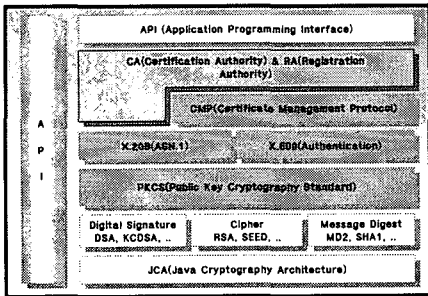 API (Application Programming Interface)
CA(Certification Authority) & RA(Registration
Authority)
CMP(Certificate Management Protocol)
A
P
I
X.208(ASN.1)
X.509(Authentication)
PKCS(Public Key Cryptography Standard)
Digital Signature
DSA, KCDSA, ..
Cipher
RSA, SEED, ..
Message Digest
MD2, SHA1, ..
JCA(Java Cryptography Architecture)